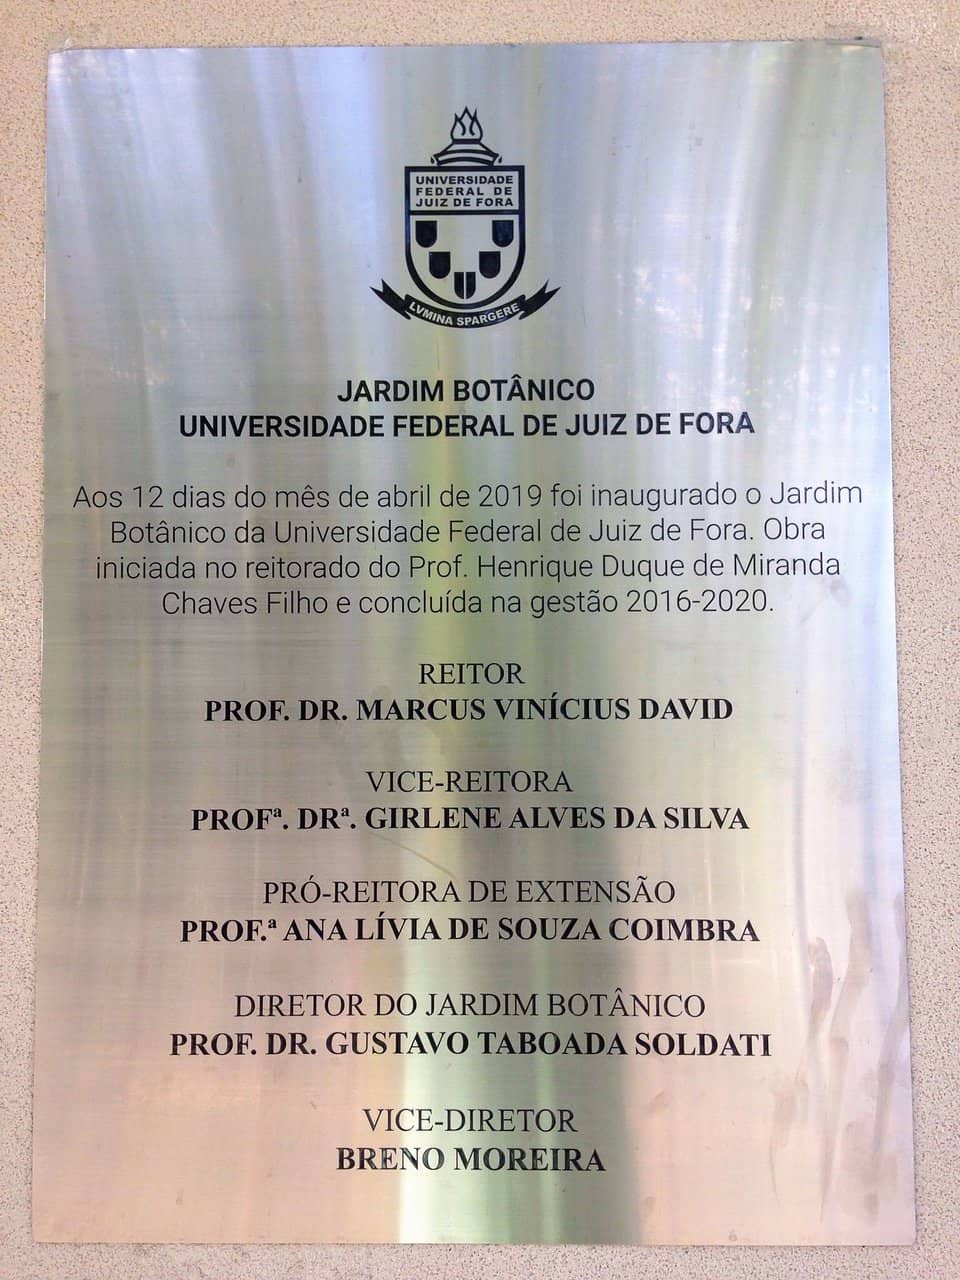 UNIVERSIDADE
FEDERAL DE
JUIZ DE FORA
LVMINA SPARGERE
JARDIM BOTÂNICO
UNIVERSIDADE FEDERAL DE JUIZ DE FORA
Aos 12 dias do mês de abril de 2019 foi inaugurado o Jardim
Botânico da Universidade Federal de Juiz de Fora. Obra
iniciada no reitorado do Prof. Henrique Duque de Miranda
Chaves Filho e concluída na gestão 2016-2020.
REITOR
PROF. DR. MARCUS VINÍCIUS DAVID
VICE-REITORA
PROFª. DRª. GIRLENE ALVES DA SILVA
PRÓ-REITORA DE EXTENSÃO
PROF.ª ANA LÍVIA DE SOUZA COIMBRA
DIRETOR DO JARDIM BOTÂNICO
PROF. DR. GUSTAVO TABOADA SOLDATI
VICE-DIRETOR
BRENO MOREIRA